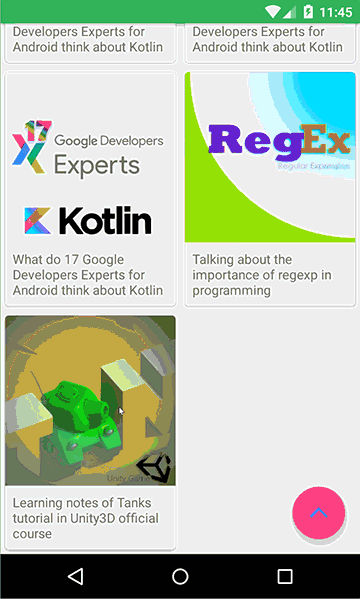 11:45
Developers Experts for
Android think about Kotlin
Developers Experts for
Android think about Kotlin
17
Google Developers
Experts
Kotlin
What do 17 Google
Developers Experts for
Android think about Kotlin
RegEx
Regular Expression
Talking about the
importance of regexp in
programming
Unity Game
Learning notes of Tanks
tutorial in Unity3D official
course